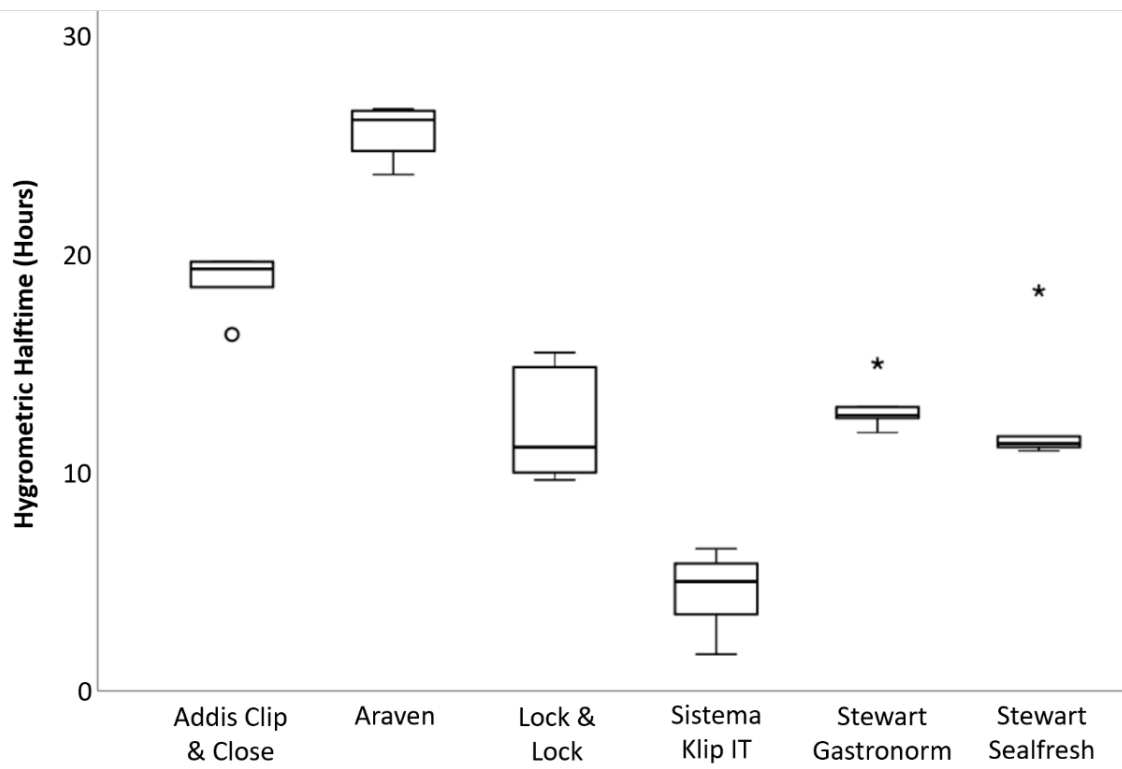 Hygrometric Halftime (Hours)
30
20
10
0
Addis Clip
& Close
Araven
Lock &
Lock
Sistema
Klip IT
Stewart
Gastronorm
Stewart
Sealfresh